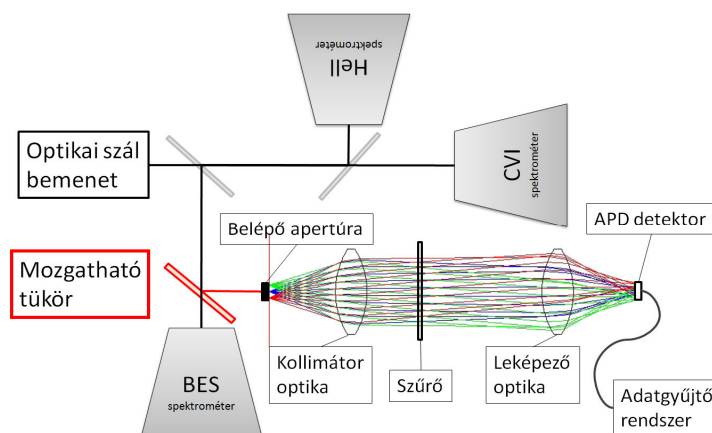 Hell
spektrométer
Optikai szál
bemenet
CVI
spektrométer
Belépő apertúra
APD detektor
Mozgatható
tükör
Kollimátor
optika
Szűrő
Leképező
optika
BES
spektrométer
Adatgyűjtő
rendszer